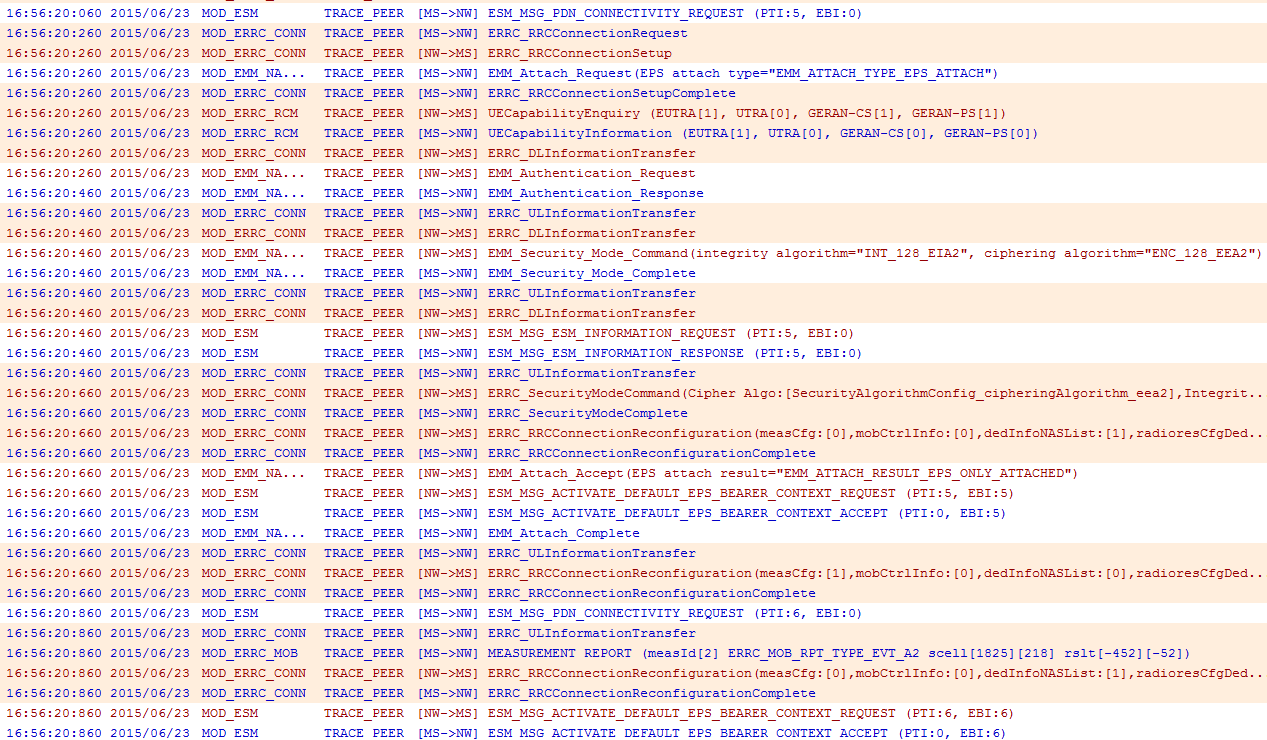 16:56:20:060 2015/06/23 MOD_ESM TRACE_PEER [MS->NW] ESM_MSG_PDN_CONNECTIVITY_REQUEST (PTI:5, EBI:0)
16:56:20:260 2015/06/23 MOD_ERRC_CONN TRACE_PEER [MS->NW] ERRC_RRCConnectionRequest
16:56:20:260 2015/06/23 MOD_ERRC_CONN TRACE_PEER [NW->MS] ERRC_RRCConnectionSetup
16:56:20:260 2015/06/23 MOD_EMM_NA... TRACE_PEER [MS->NW] EMM_Attach_Request(EPS attach type="EMM_ATTACH_TYPE_EPS_ATTACH")
16:56:20:260 2015/06/23 MOD_ERRC_CONN TRACE_PEER [MS->NW] ERRC_RRCConnectionSetupComplete
16:56:20:260 2015/06/23 MOD_ERRC_RCM TRACE_PEER [NW->MS] UECapabilityEnquiry (EUTRA[1], UTRA[0], GERAN-CS[1], GERAN-PS[1])
16:56:20:260 2015/06/23 MOD_ERRC_RCM TRACE_PEER [MS->NW] UECapabilityInformation (EUTRA[1], UTRA[0], GERAN-CS[0], GERAN-PS[0])
16:56:20:260 2015/06/23 MOD_ERRC_CONN TRACE_PEER [NW->MS] ERRC_DLInformationTransfer
16:56:20:260 2015/06/23 MOD_EMM_NA... TRACE_PEER [NW->MS] EMM_Authentication_Request
16:56:20:460 2015/06/23 MOD_EMM_NA... TRACE_PEER [MS->NW] EMM_Authentication_Response
16:56:20:460 2015/06/23 MOD_ERRC_CONN TRACE_PEER [MS->NW] ERRC_ULInformationTransfer
16:56:20:460 2015/06/23 MOD_ERRC_CONN TRACE_PEER [NW->MS] ERRC_DLInformationTransfer
16:56:20:460 2015/06/23 MOD_EMM_NA... TRACE_PEER [NW->MS] EMM_Security_Mode_Command(integrity algorithm="INT_128_EIA2", ciphering algorithm="ENC_128_EEA2")
16:56:20:460 2015/06/23 MOD_EMM_NA... TRACE_PEER [MS->NW] EMM_Security_Mode_Complete
16:56:20:460 2015/06/23 MOD_ERRC_CONN TRACE_PEER [MS->NW] ERRC_ULInformationTransfer
16:56:20:460 2015/06/23 MOD_ERRC_CONN TRACE_PEER [NW->MS] ERRC_DLInformationTransfer
16:56:20:460 2015/06/23 MOD_ESM TRACE_PEER [NW->MS] ESM_MSG_ESM_INFORMATION_REQUEST (PTI:5, EBI:0)
16:56:20:460 2015/06/23 MOD_ESM TRACE_PEER [MS->NW] ESM_MSG_ESM_INFORMATION_RESPONSE (PTI:5, EBI:0)
16:56:20:460 2015/06/23 MOD_ERRC_CONN TRACE_PEER [MS->NW] ERRC_ULInformationTransfer
16:56:20:660 2015/06/23 MOD_ERRC_CONN TRACE_PEER [NW->MS] ERRC_SecurityModeCommand(Cipher Algo:[SecurityAlgorithmConfig_cipheringAlgorithm_eea2],Integrit..
16:56:20:660 2015/06/23 MOD_ERRC_CONN TRACE_PEER [MS->NW] ERRC_SecurityModeComplete
16:56:20:660 2015/06/23 MOD_ERRC_CONN TRACE_PEER [NW->MS] ERRC_RRCConnectionReconfiguration(measCfg:[0],mobCtrlInfo:[0],dedInfoNASList:[1],radioresCfgDed..
16:56:20:660 2015/06/23 MOD_ERRC_CONN TRACE_PEER [MS->NW] ERRC_RRCConnectionReconfigurationComplete
16:56:20:660 2015/06/23 MOD_EMM_NA... TRACE_PEER [NW->MS] EMM_Attach_Accept(EPS attach result="EMM_ATTACH_RESULT_EPS_ONLY_ATTACHED")
16:56:20:660 2015/06/23 MOD_ESM TRACE_PEER [NW->MS] ESM_MSG_ACTIVATE_DEFAULT_EPS_BEARER_CONTEXT_REQUEST (PTI:5, EBI:5)
16:56:20:660 2015/06/23 MOD_ESM TRACE_PEER [MS->NW] ESM_MSG_ACTIVATE_DEFAULT_EPS_BEARER_CONTEXT_ACCEPT (PTI:0, EBI:5)
16:56:20:660 2015/06/23 MOD_EMM_NA... TRACE_PEER [MS->NW] EMM_Attach_Complete
16:56:20:660 2015/06/23 MOD_ERRC_CONN TRACE_PEER [MS->NW] ERRC_ULInformationTransfer
16:56:20:660 2015/06/23 MOD_ERRC_CONN TRACE_PEER [NW->MS] ERRC_RRCConnectionReconfiguration(measCfg:[1],mobCtrlInfo:[0],dedInfoNASList:[0],radioresCfgDed..
16:56:20:660 2015/06/23 MOD_ERRC_CONN TRACE_PEER [MS->NW] ERRC_RRCConnectionReconfigurationComplete
16:56:20:860 2015/06/23 MOD_ESM TRACE_PEER [MS->NW] ESM_MSG_PDN_CONNECTIVITY_REQUEST (PTI:6, EBI:0)
16:56:20:860 2015/06/23 MOD_ERRC_CONN TRACE_PEER [MS->NW] ERRC_ULInformationTransfer
16:56:20:860 2015/06/23 MOD_ERRC_MOB TRACE_PEER [MS->NW] MEASUREMENT REPORT (measId[2] ERRC_MOB_RPT_TYPE_EVT_A2 scell[1825][218] rslt[-452][-52])
16:56:20:860 2015/06/23 MOD_ERRC_CONN TRACE_PEER [NW->MS] ERRC_RRCConnectionReconfiguration(measCfg:[0],mobCtrlInfo:[0],dedInfoNASList:[1],radioresCfgDed..
16:56:20:860 2015/06/23 MOD_ERRC_CONN TRACE_PEER [MS->NW] ERRC_RRCConnectionReconfigurationComplete
16:56:20:860 2015/06/23 MOD_ESM TRACE_PEER [NW->MS] ESM_MSG_ACTIVATE_DEFAULT_EPS_BEARER_CONTEXT_REQUEST (PTI:6, EBI:6)
16:56:20:860 2015/06/23 MOD_ESM TRACE_PEER [MS->NW] ESM_MSG_ACTIVATE_DEFAULT_EPS_BEARER_CONTEXT_ACCEPT (PTI:0, EBI:6)